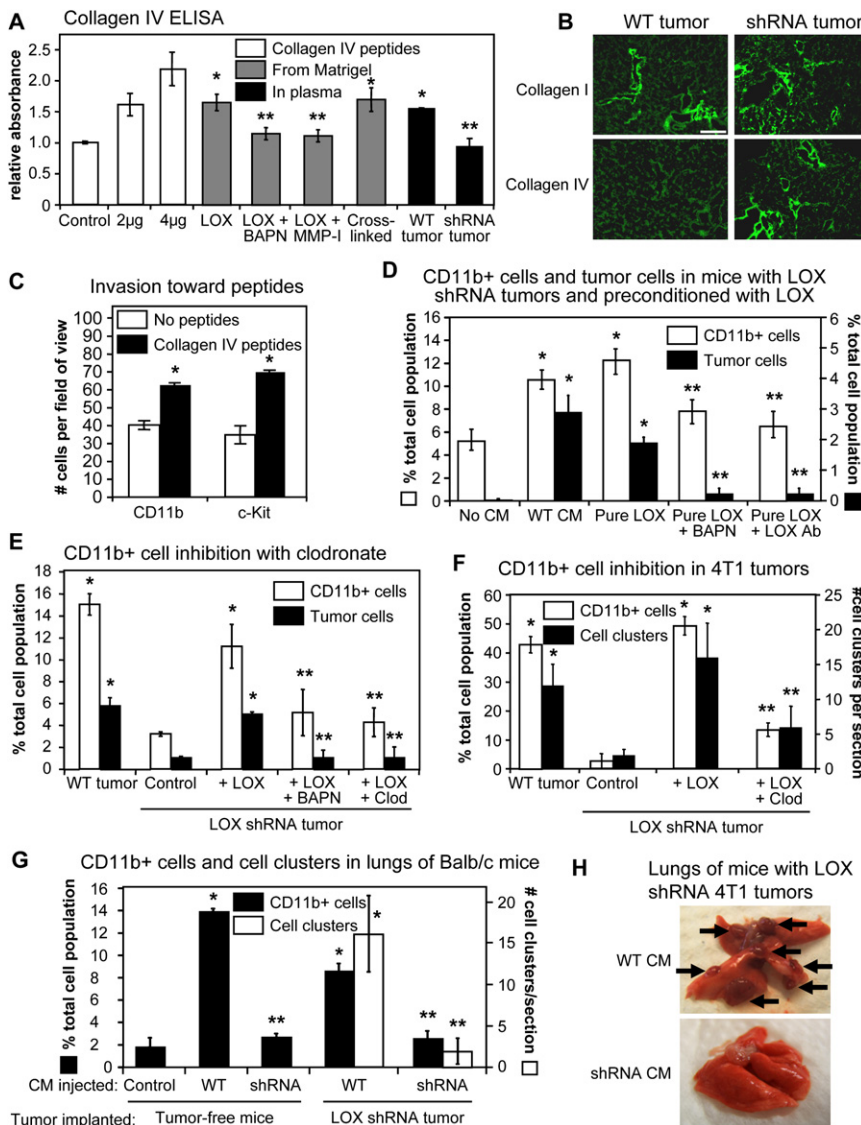 A
Collagen IV ELISA
relative absorbance
2.5
2.0
1.5
1.0
0.5
0
Collagen IV peptides
From Matrigel
In plasma
*
**
**
*
*
**
Control
2µg
4µg
LOX
LOX +
BAPN
LOX +
MMP-I
Cross-
linked
WT
tumor
shRNA
tumor
B
WT tumor
shRNA tumor
Collagen I
Collagen IV
C
Invasion toward peptides
# cells per field of view
100
90
80
70
60
50
40
30
20
10
0
No peptides
Collagen IV peptides
*
*
CD11b
c-Kit
D
CD11b+ cells and tumor cells in mice with LOX
shRNA tumors and preconditioned with LOX
% total cell population
16
14
12
10
8
6
4
2
0
CD11b+ cells
Tumor cells
*
*
*
*
**
**
**
**
6
5
4
3
2
1
0
% total cell population
No CM
WT CM
Pure LOX
Pure LOX
+ BAPN
Pure LOX
+ LOX Ab
E
CD11b+ cell inhibition with clodronate
% total cell population
18
16
14
12
10
8
6
4
2
0
CD11b+ cells
Tumor cells
*
*
*
*
**
**
**
**
WT tumor
Control
+ LOX
+ LOX
+ BAPN
+ LOX
+ Clod
LOX shRNA tumor
F
CD11b+ cell inhibition in 4T1 tumors
% total cell population
60
50
40
30
20
10
0
CD11b+ cells
Cell clusters
*
*
*
*
**
**
25
20
15
10
5
0
#cell clusters
per section
WT tumor
Control
+ LOX
+ LOX
+ Clod
LOX shRNA tumor
G
CD11b+ cells and cell clusters in lungs of Balb/c mice
% total cell population
16
14
12
10
8
6
4
2
0
CD11b+ cells
Cell clusters
*
**
*
*
**
**
20
15
10
5
0
# cell clusters/section
CM injected:
Control
WT
shRNA
WT
shRNA
Tumor implanted:
Tumor-free mice
LOX shRNA tumor
H
Lungs of mice with LOX
shRNA 4T1 tumors
WT CM
shRNA CM